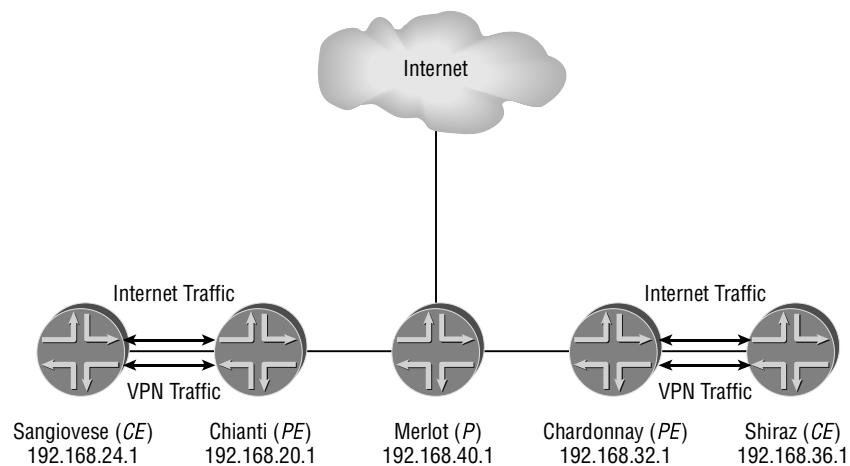 Internet
Internet Traffic
Internet Traffic
VPN Traffic
VPN Traffic
Sangiovese (CE)
192.168.24.1
Chianti (PE)
192.168.20.1
Merlot (P)
192.168.40.1
Chardonnay (PE)
192.168.32.1
Shiraz (CE)
192.168.36.1